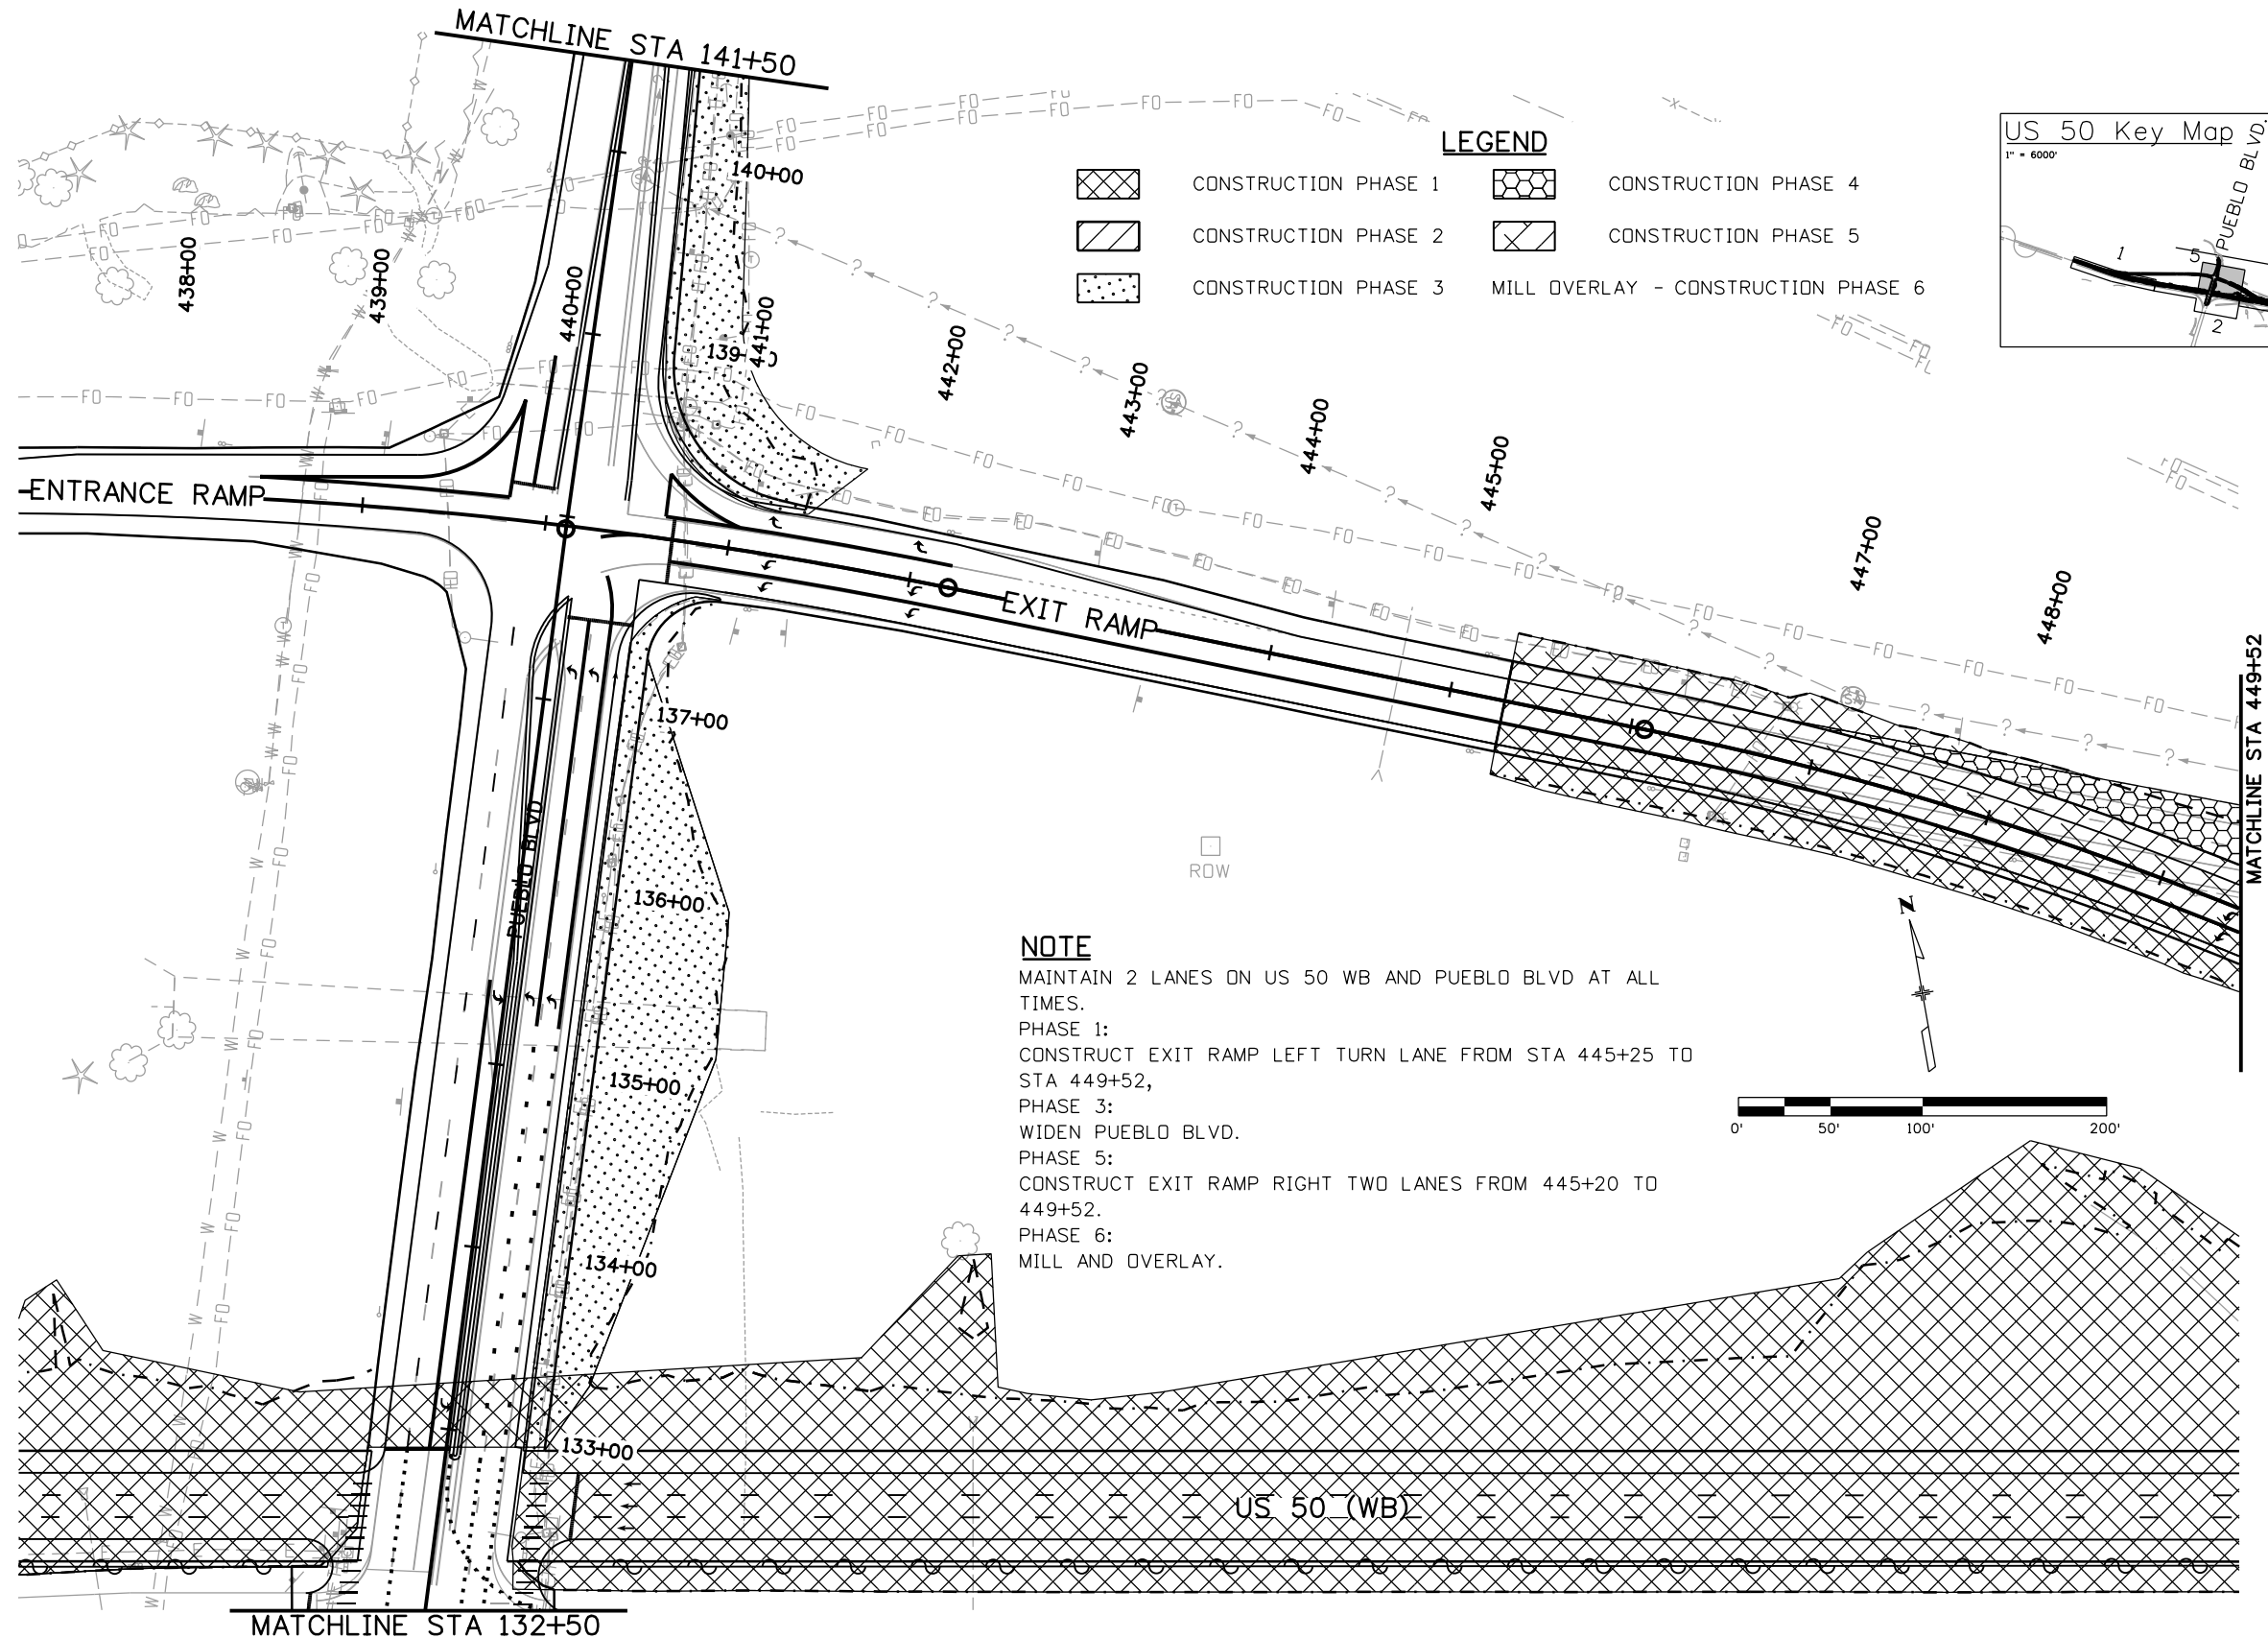 MATCHLINE STA 141+50
LEGEND
CONSTRUCTION PHASE 1
CONSTRUCTION PHASE 2
CONSTRUCTION PHASE 3
CONSTRUCTION PHASE 4
CONSTRUCTION PHASE 5
MILL OVERLAY - CONSTRUCTION PHASE 6
US 50 Key Map
1" = 6000'
PUEBLO BLVD.
1
5
2
140+00
438+00
439+00
440+00
441+00
442+00
443+00
444+00
445+00
447+00
448+00
ENTRANCE RAMP
EXIT RAMP
137+00
136+00
135+00
134+00
133+00
PUEBLO BLVD
MATCHLINE STA 449+52
ROW
N
NOTE
MAINTAIN 2 LANES ON US 50 WB AND PUEBLO BLVD AT ALL
TIMES.
PHASE 1:
CONSTRUCT EXIT RAMP LEFT TURN LANE FROM STA 445+25 TO
STA 449+52,
PHASE 3:
WIDEN PUEBLO BLVD.
PHASE 5:
CONSTRUCT EXIT RAMP RIGHT TWO LANES FROM 445+20 TO
449+52.
PHASE 6:
MILL AND OVERLAY.
0' 50' 100' 200'
US 50 (WB)
MATCHLINE STA 132+50